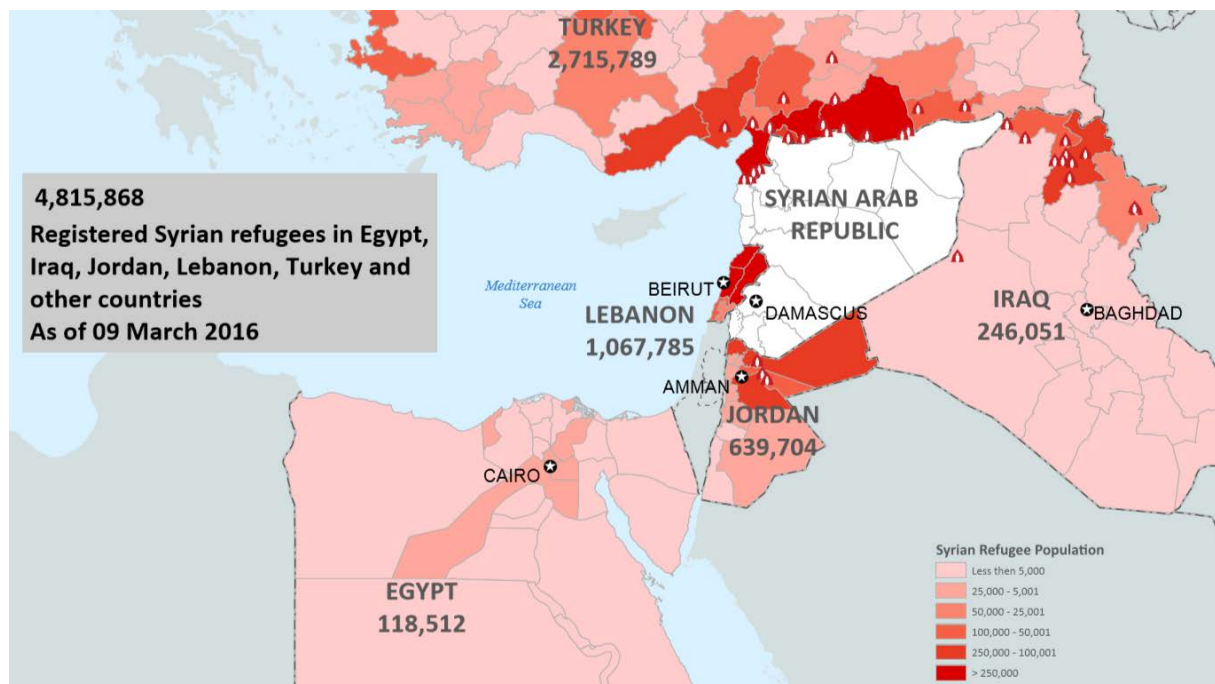 TURKEY
2,715,789
4,815,868
Registered Syrian refugees in Egypt,
Iraq, Jordan, Lebanon, Turkey and
other countries
As of 09 March 2016
SYRIAN ARAB
REPUBLIC
Mediterranean
Sea
BEIRUT
LEBANON
1,067,785
DAMASCUS
IRAQ
246,051
BAGHDAD
AMMAN
JORDAN
639,704
CAIRO
EGYPT
118,512
Syrian Refugee Population
Less then 5,000
25,000 - 5,001
50,000 - 25,001
100,000 - 50,001
250,000 - 100,001
> 250,000